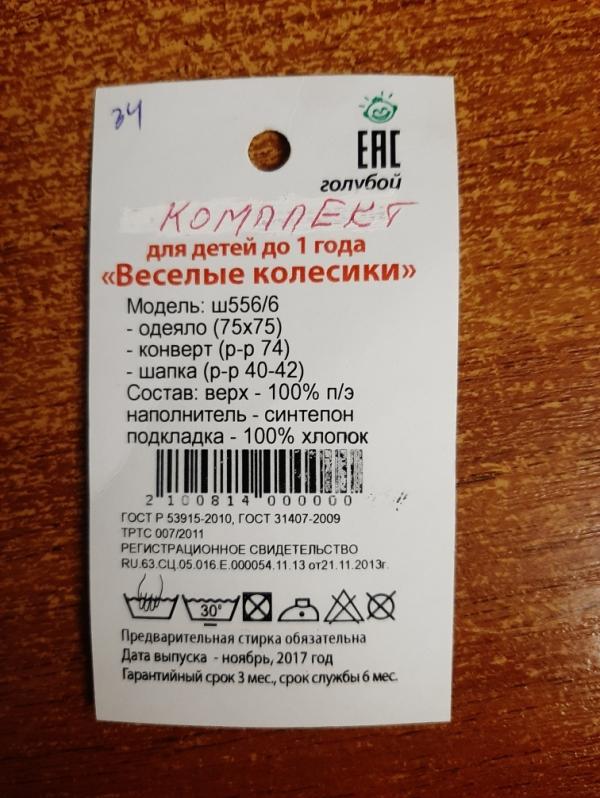 34
EAC
голубой
КОМПЛЕКТ
для детей до 1 года
«Веселые колесики»
Модель: ш556/6
- одеяло (75х75)
- конверт (р-р 74)
- шапка (р-р 40-42)
Состав: верх - 100% п/э
наполнитель - синтепон
подкладка - 100% хлопок
2 100814 000000
ГОСТ Р 53915-2010, ГОСТ 31407-2009
ТРТС 007/2011
РЕГИСТРАЦИОННОЕ СВИДЕТЕЛЬСТВО
RU.63.СЦ.05.016.Е.000054.11.13 от21.11.2013г.
30°
Предварительная стирка обязательна
Дата выпуска - ноябрь, 2017 год
Гарантийный срок 3 мес., срок службы 6 мес.